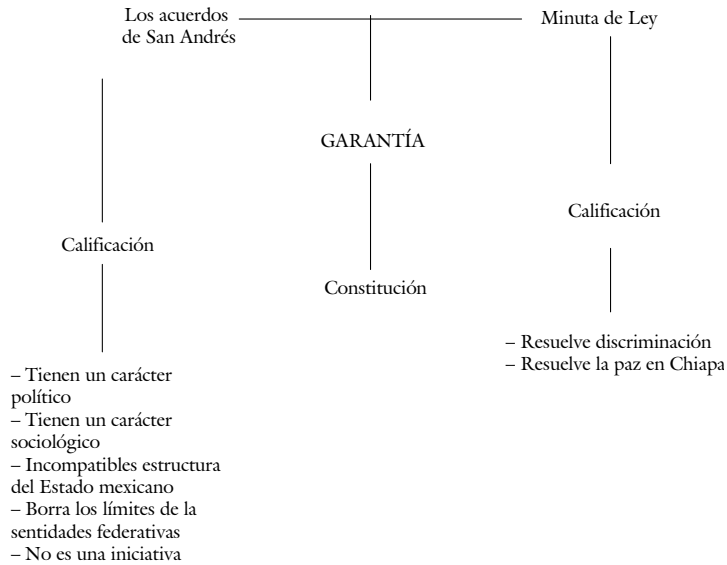 Los acuerdos
de San Andrés
Minuta de Ley
GARANTÍA
Calificación
Calificación
Constitución
– Resuelve discriminación
– Resuelve la paz en Chiapa
– Tienen un carácter
político
– Tienen un carácter
sociológico
– Incompatibles estructura
del Estado mexicano
– Borra los límites de la
sentidades federativas
– No es una iniciativa